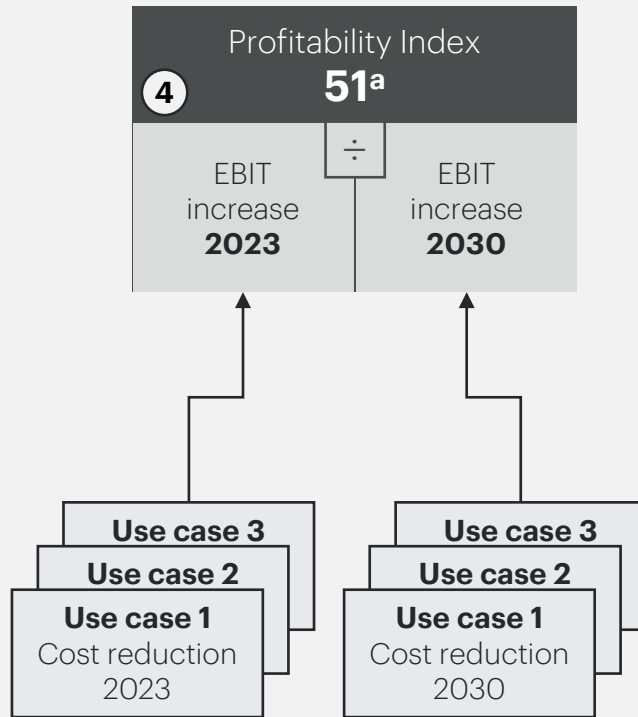 Profitability Index
4
51ª
÷
EBIT
increase
2023
EBIT
increase
2030
Use case 3
Use case 2
Use case 1
Cost reduction
2023
Use case 3
Use case 2
Use case 1
Cost reduction
2030